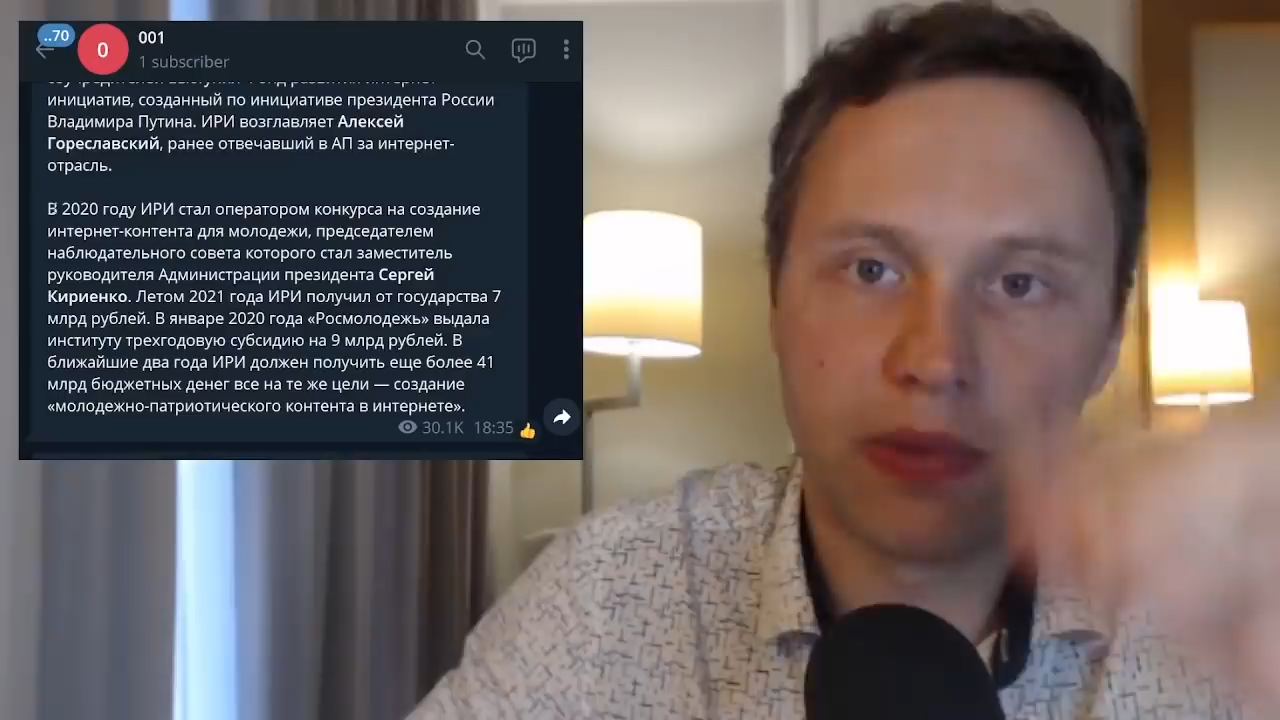 ..70
0
001
1 subscriber
инициатив, созданный по инициативе президента России
Владимира Путина. ИРИ возглавляет Алексей
Гореславский, ранее отвечавший в АП за интернет-
отрасль.
В 2020 году ИРИ стал оператором конкурса на создание
интернет-контента для молодежи, председателем
наблюдательного совета которого стал заместитель
руководителя Администрации президента Сергей
Кириенко. Летом 2021 года ИРИ получил от государства 7
млрд рублей. В январе 2020 года «Росмолодежь» выдала
институту трехгодовую субсидию на 9 млрд рублей. В
ближайшие два года ИРИ должен получить еще более 41
млрд бюджетных денег все на те же цели — создание
«молодежно-патриотического контента в интернете».
30.1K 18:35